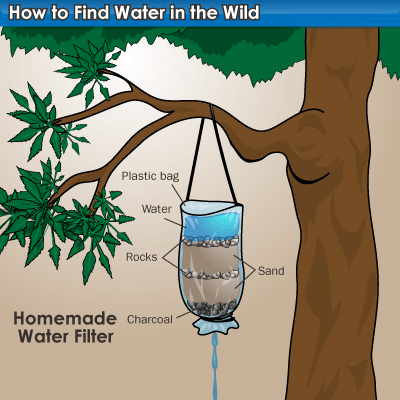 How to Find Water in the Wild
Plastic bag
Water
Rocks
Sand
Homemade
Water Filter
Charcoal